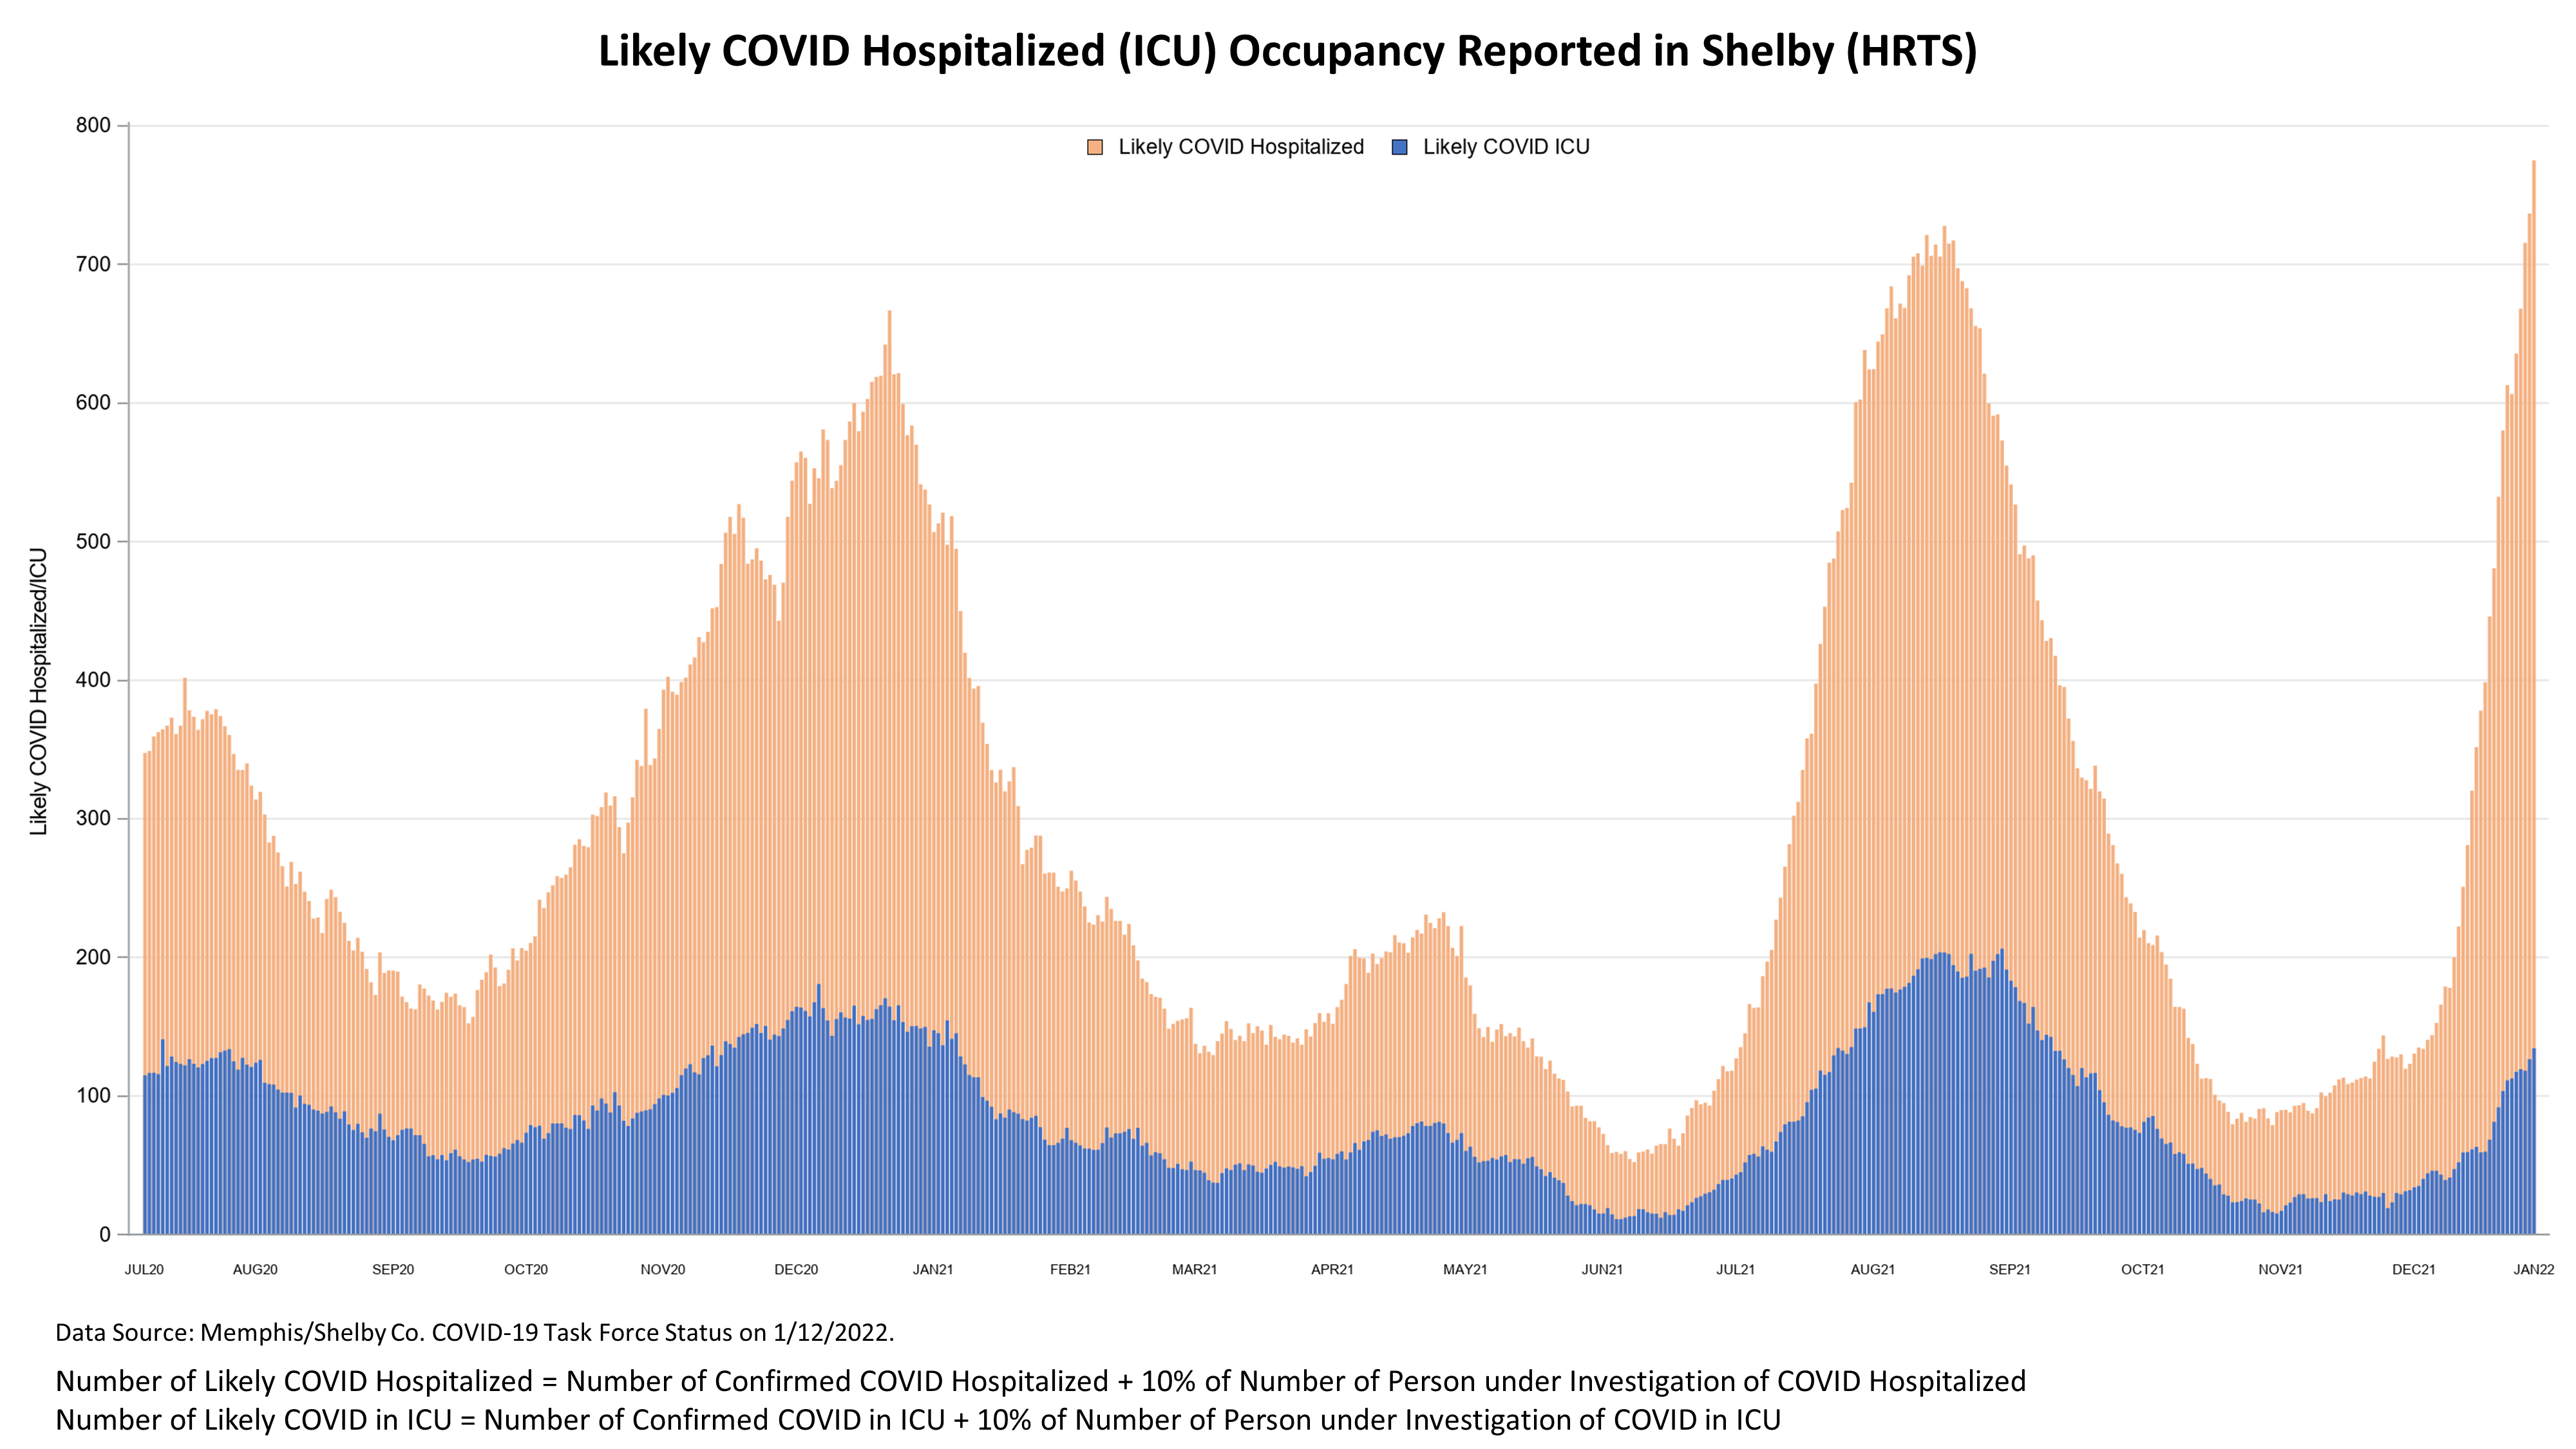 Likely COVID Hospitalized (ICU) Occupancy Reported in Shelby (HRTS)
Likely COVID Hospitalized Likely COVID ICU
Likely COVID Hospitalized/ICU
800
700
600
500
400
300
200
100
0
JUL20 AUG20 SEP20 OCT20 NOV20 DEC20 JAN21 FEB21 MAR21 APR21 MAY21 JUN21 JUL21 AUG21 SEP21 OCT21 NOV21 DEC21 JAN22
Data Source: Memphis/Shelby Co. COVID-19 Task Force Status on 1/12/2022.
Number of Likely COVID Hospitalized = Number of Confirmed COVID Hospitalized + 10% of Number of Person under Investigation of COVID Hospitalized
Number of Likely COVID in ICU = Number of Confirmed COVID in ICU + 10% of Number of Person under Investigation of COVID in ICU